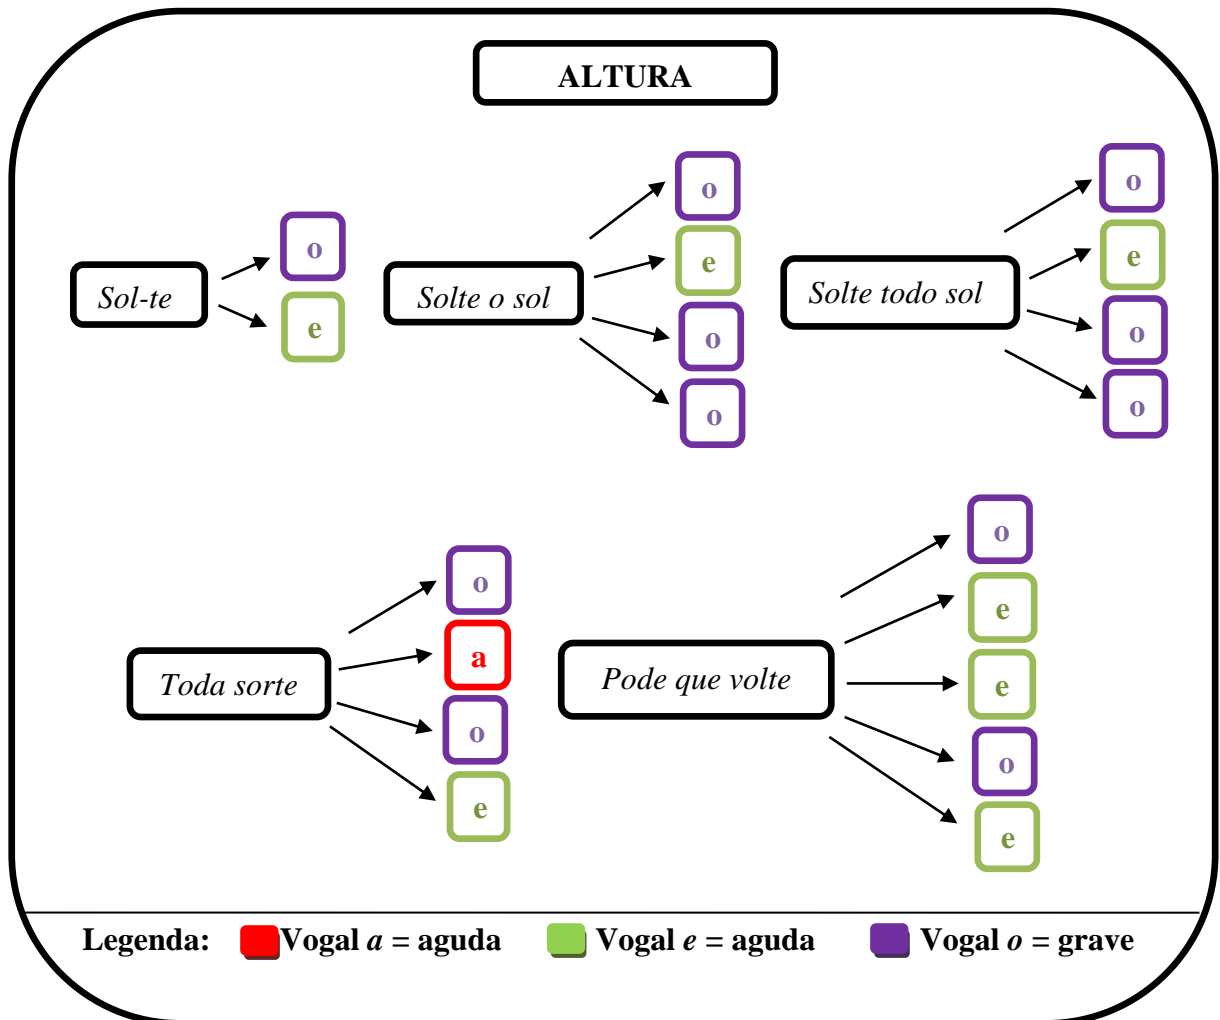 ALTURA
Sol-te
o
e
Solte o sol
o
e
o
o
Solte todo sol
o
e
o
o
Toda sorte
o
a
o
e
Pode que volte
o
e
e
o
e
Legenda: Vogal a = aguda Vogal e = aguda Vogal o = grave